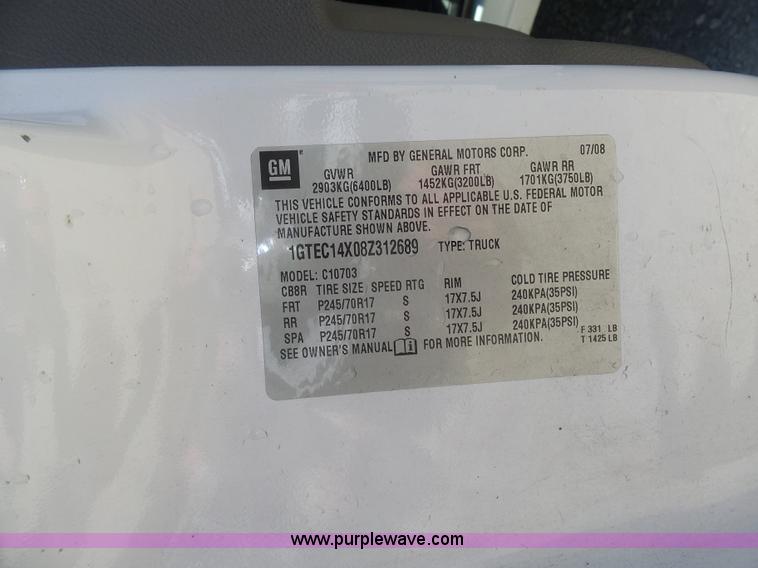 GM
MFD BY GENERAL MOTORS CORP. 07/08
GVWR GAWR FRT GAWR RR
2903KG(6400LB) 1452KG(3200LB) 1701KG(3750LB)
THIS VEHICLE CONFORMS TO ALL APPLICABLE U.S. FEDERAL MOTOR
VEHICLE SAFETY STANDARDS IN EFFECT ON THE DATE OF
MANUFACTURE SHOWN ABOVE.
1GTEC14X08Z312689 TYPE: TRUCK
MODEL: C10703
CB8R TIRE SIZE SPEED RTG RIM COLD TIRE PRESSURE
FRT P245/70R17 S 17X7.5J 240KPA(35PSI)
RR P245/70R17 S 17X7.5J 240KPA(35PSI)
SPA P245/70R17 S 17X7.5J 240KPA(35PSI)
SEE OWNER'S MANUAL FOR MORE INFORMATION.
F 331 LB
T 1425 LB
www.purplewave.com